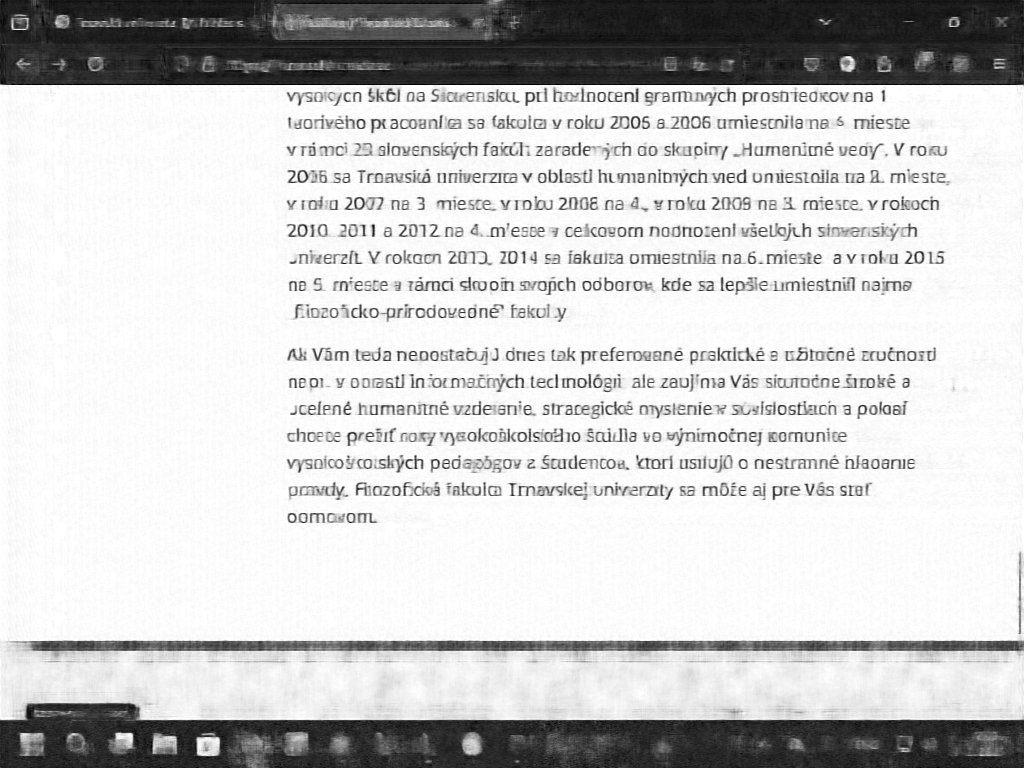 vysokých škôl na Slovensku, pri hodnotení grantových prostriedkov na 1
tvorivého pracovníka sa fakulta v roku 2005 a 2006 umiestnila na 6. mieste
v rámci 23 slovenských fakúlt zaradených do skupiny „Humanitné vedy“. V roku
2006 sa Trnavská univerzita v oblasti humanitných vied umiestnila na mieste,
v roku 2007 na 3. mieste, v roku 2008 na 4., v roku 2009 na 3. mieste, v rokoch
2010, 2011 a 2012 na 4. mieste v celkovom hodnotení všetkých slovenských
univerzít. V rokoch 2013, 2014 sa fakulta umiestnila na 6. mieste a v roku 2015
na 5. mieste v rámci skupín svojich odborov, kde sa lepšie umiestnili najmä
„filozoficko-prírodovedné“ fakulty
Ak Vám teda nepostačujú dnes tak preferované praktické a užitočné zručnosti
napr. v oblasti informačných technológií, ale zaujíma Vás skutočne široké a
ucelené humanitné vzdelanie, strategické myslenie v súvislostiach a pokiaľ
chcete prežiť roky vysokoškolského štúdia vo výnimočnej komunite
vysokoškolských pedagógov a študentov, ktorí usilujú o nestranné hľadanie
pravdy, Filozofická fakulta Trnavskej univerzity sa môže aj pre Vás stať
domovom.